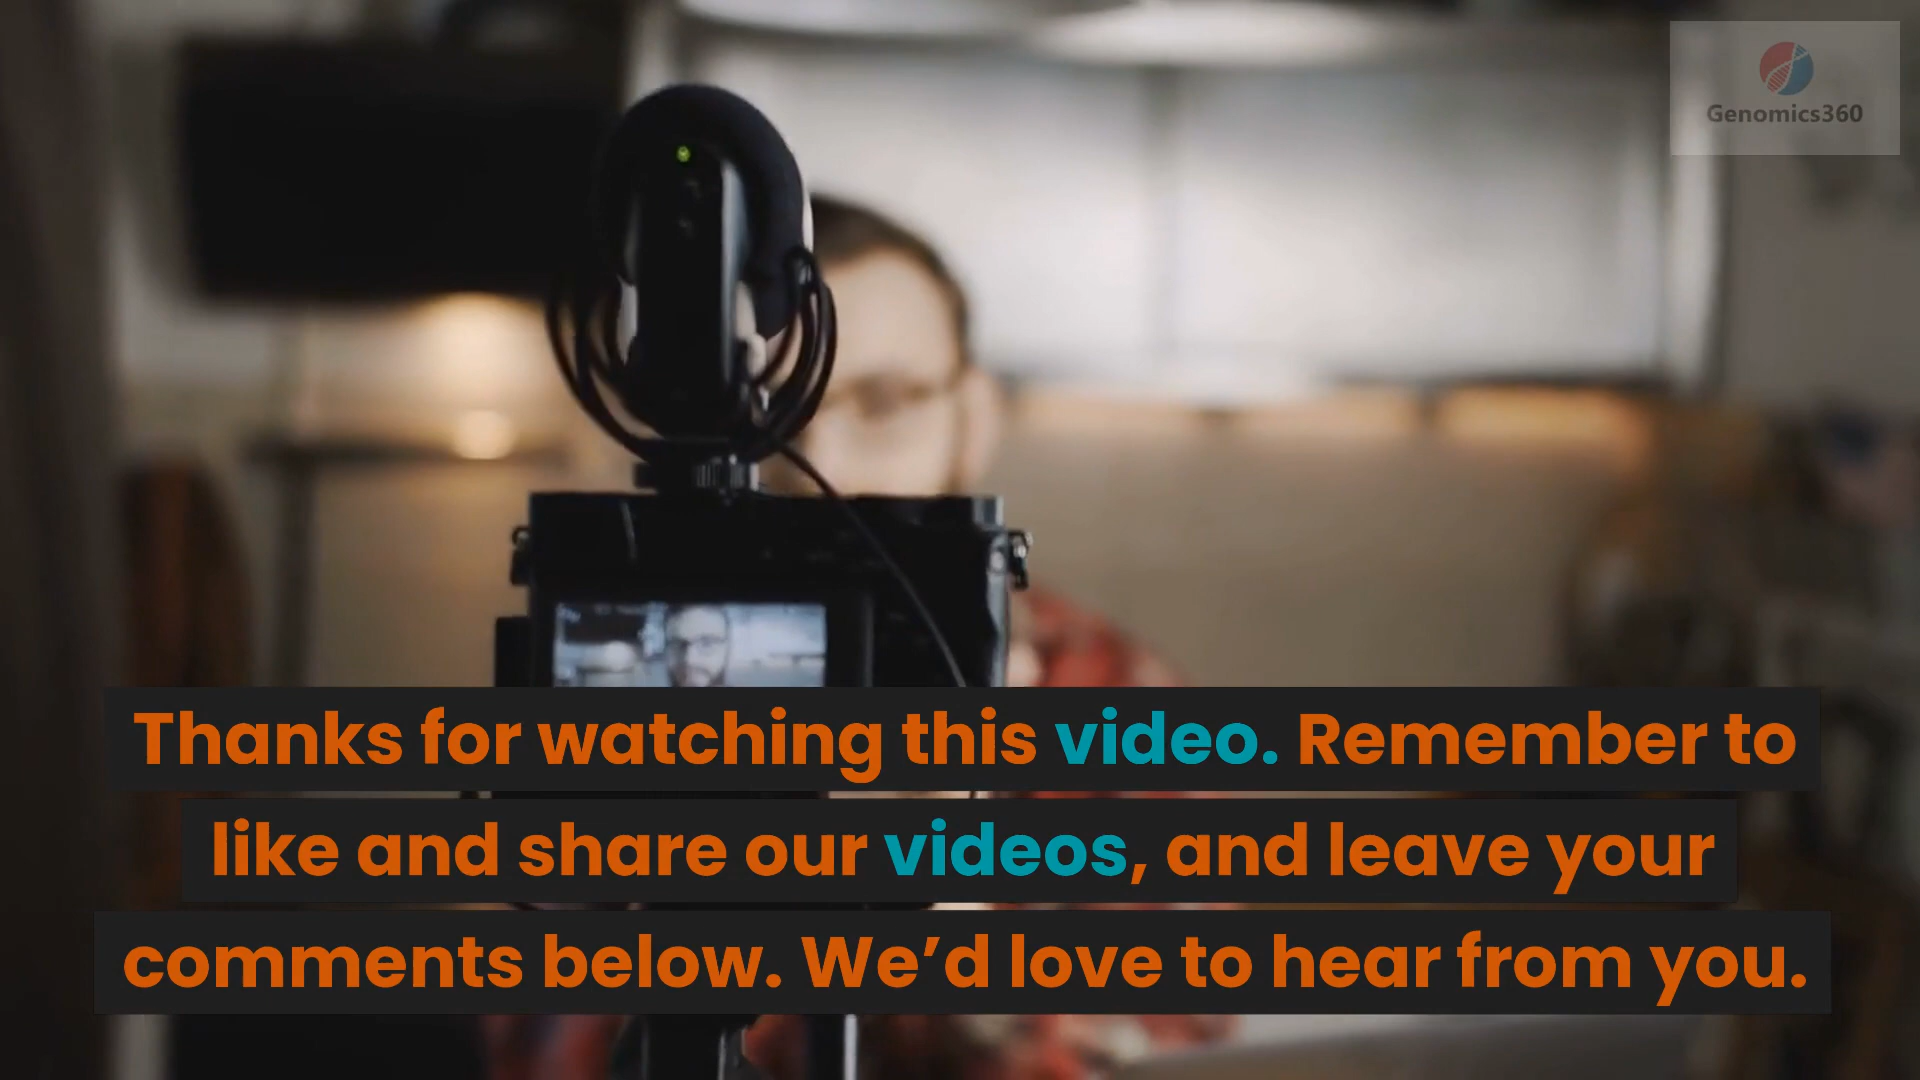 Genomics360
Thanks for watching this video. Remember to
like and share our videos, and leave your
comments below. We’d love to hear from you.